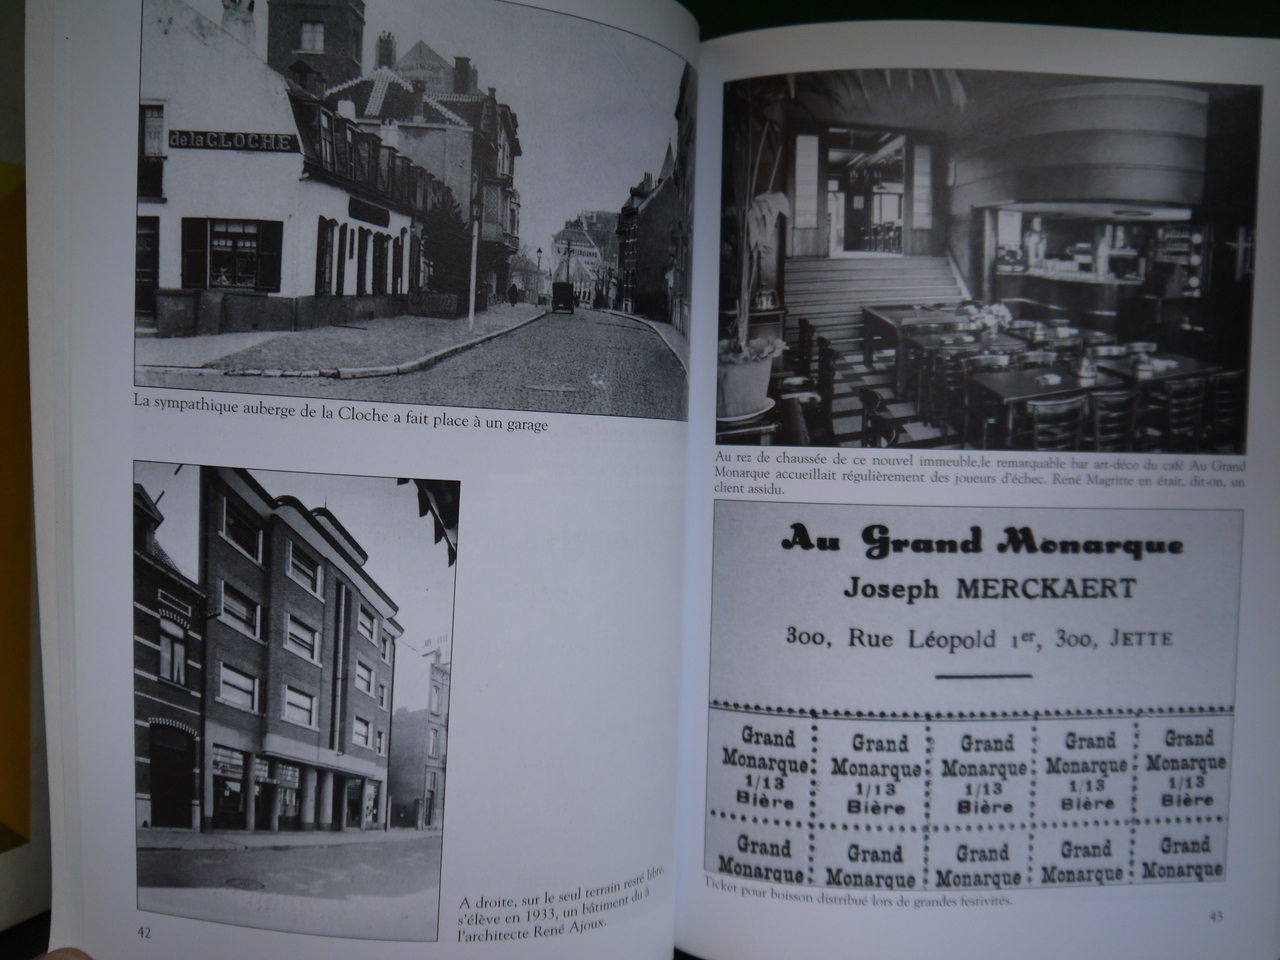 de la CLOCHE
La sympathique auberge de la Cloche a fait place à un garage
A droite, sur le seul terrain resté libre,
s'élève en 1933, un bâtiment du à
l'architecte René Ajoux.
42
Au rez de chaussée de ce nouvel immeuble,le remarquable bar art-déco du café Au Grand
Monarque accueillait régulièrement des joueurs d'échec. René Magritte en était, dit-on, un
client assidu.
Au Grand Monarque
Joseph MERCKAERT
300, Rue Léopold 1er, 300, JETTE
Grand Grand Grand Grand Grand
Monarque Monarque Monarque Monarque Monarque
1/13 1/13 1/13 1/13 1/13
Bière Bière Bière Bière Bière
Grand Grand Grand Grand Grand
Monarque Monarque Monarque Monarque Monarque
Ticket pour boisson distribué lors de grandes festivités.
43